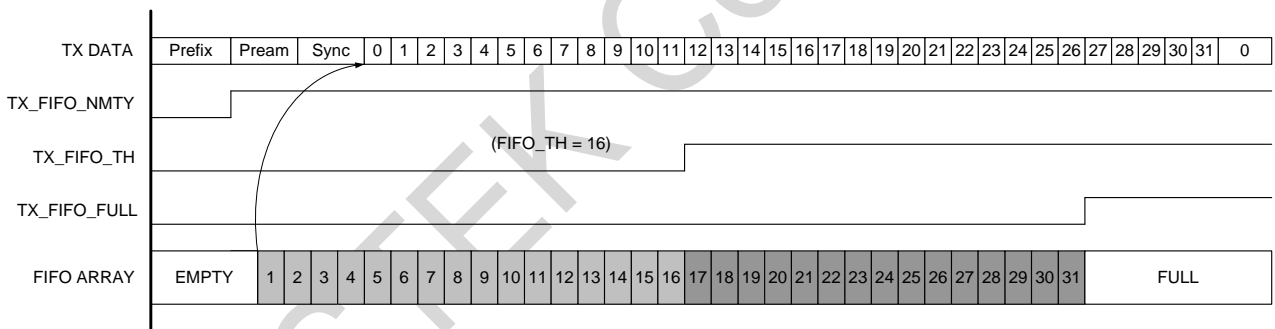 TX DATA Prefix Pream Sync 0 1 2 3 4 5 6 7 8 9 10 11 12 13 14 15 16 17 18 19 20 21 22 23 24 25 26 27 28 29 30 31 0
TX_FIFO_NMTY
(FIFO_TH = 16)
TX_FIFO_TH
TX_FIFO_FULL
FIFO ARRAY EMPTY 1 2 3 4 5 6 7 8 9 10 11 12 13 14 15 16 17 18 19 20 21 22 23 24 25 26 27 28 29 30 31 FULL